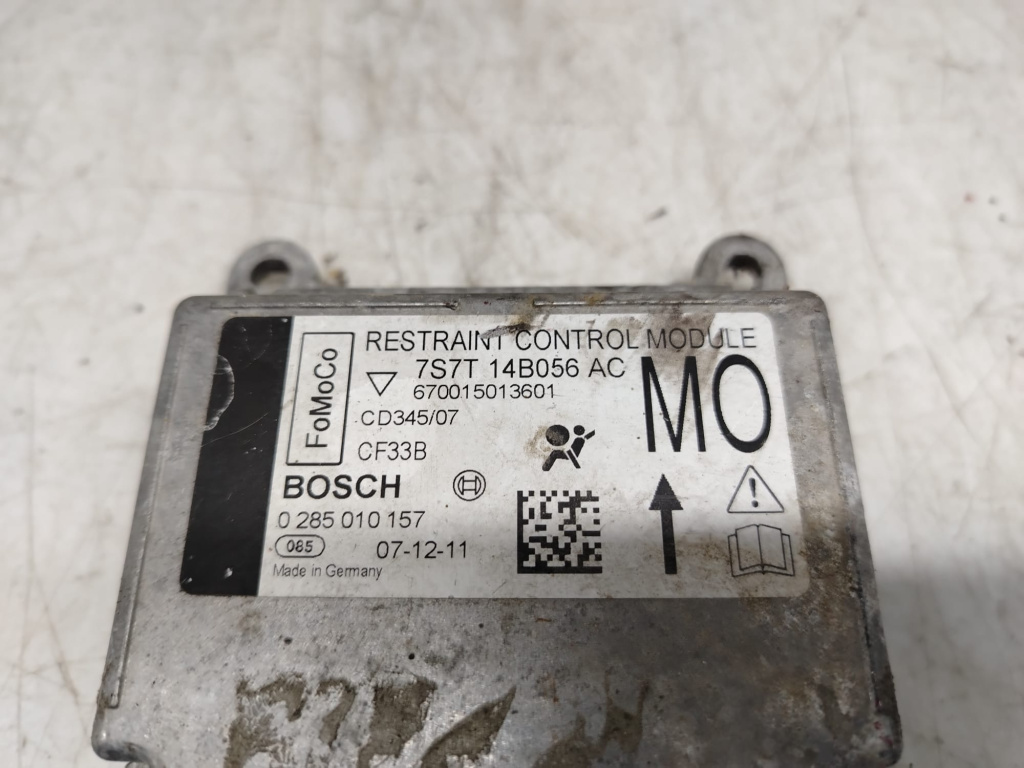 FoMoCo
RESTRAINT CONTROL MODULE
7S7T 14B056 AC
670015013601
MO
CD345/07
CF33B
BOSCH
0 285 010 157
085
07-12-11
Made in Germany